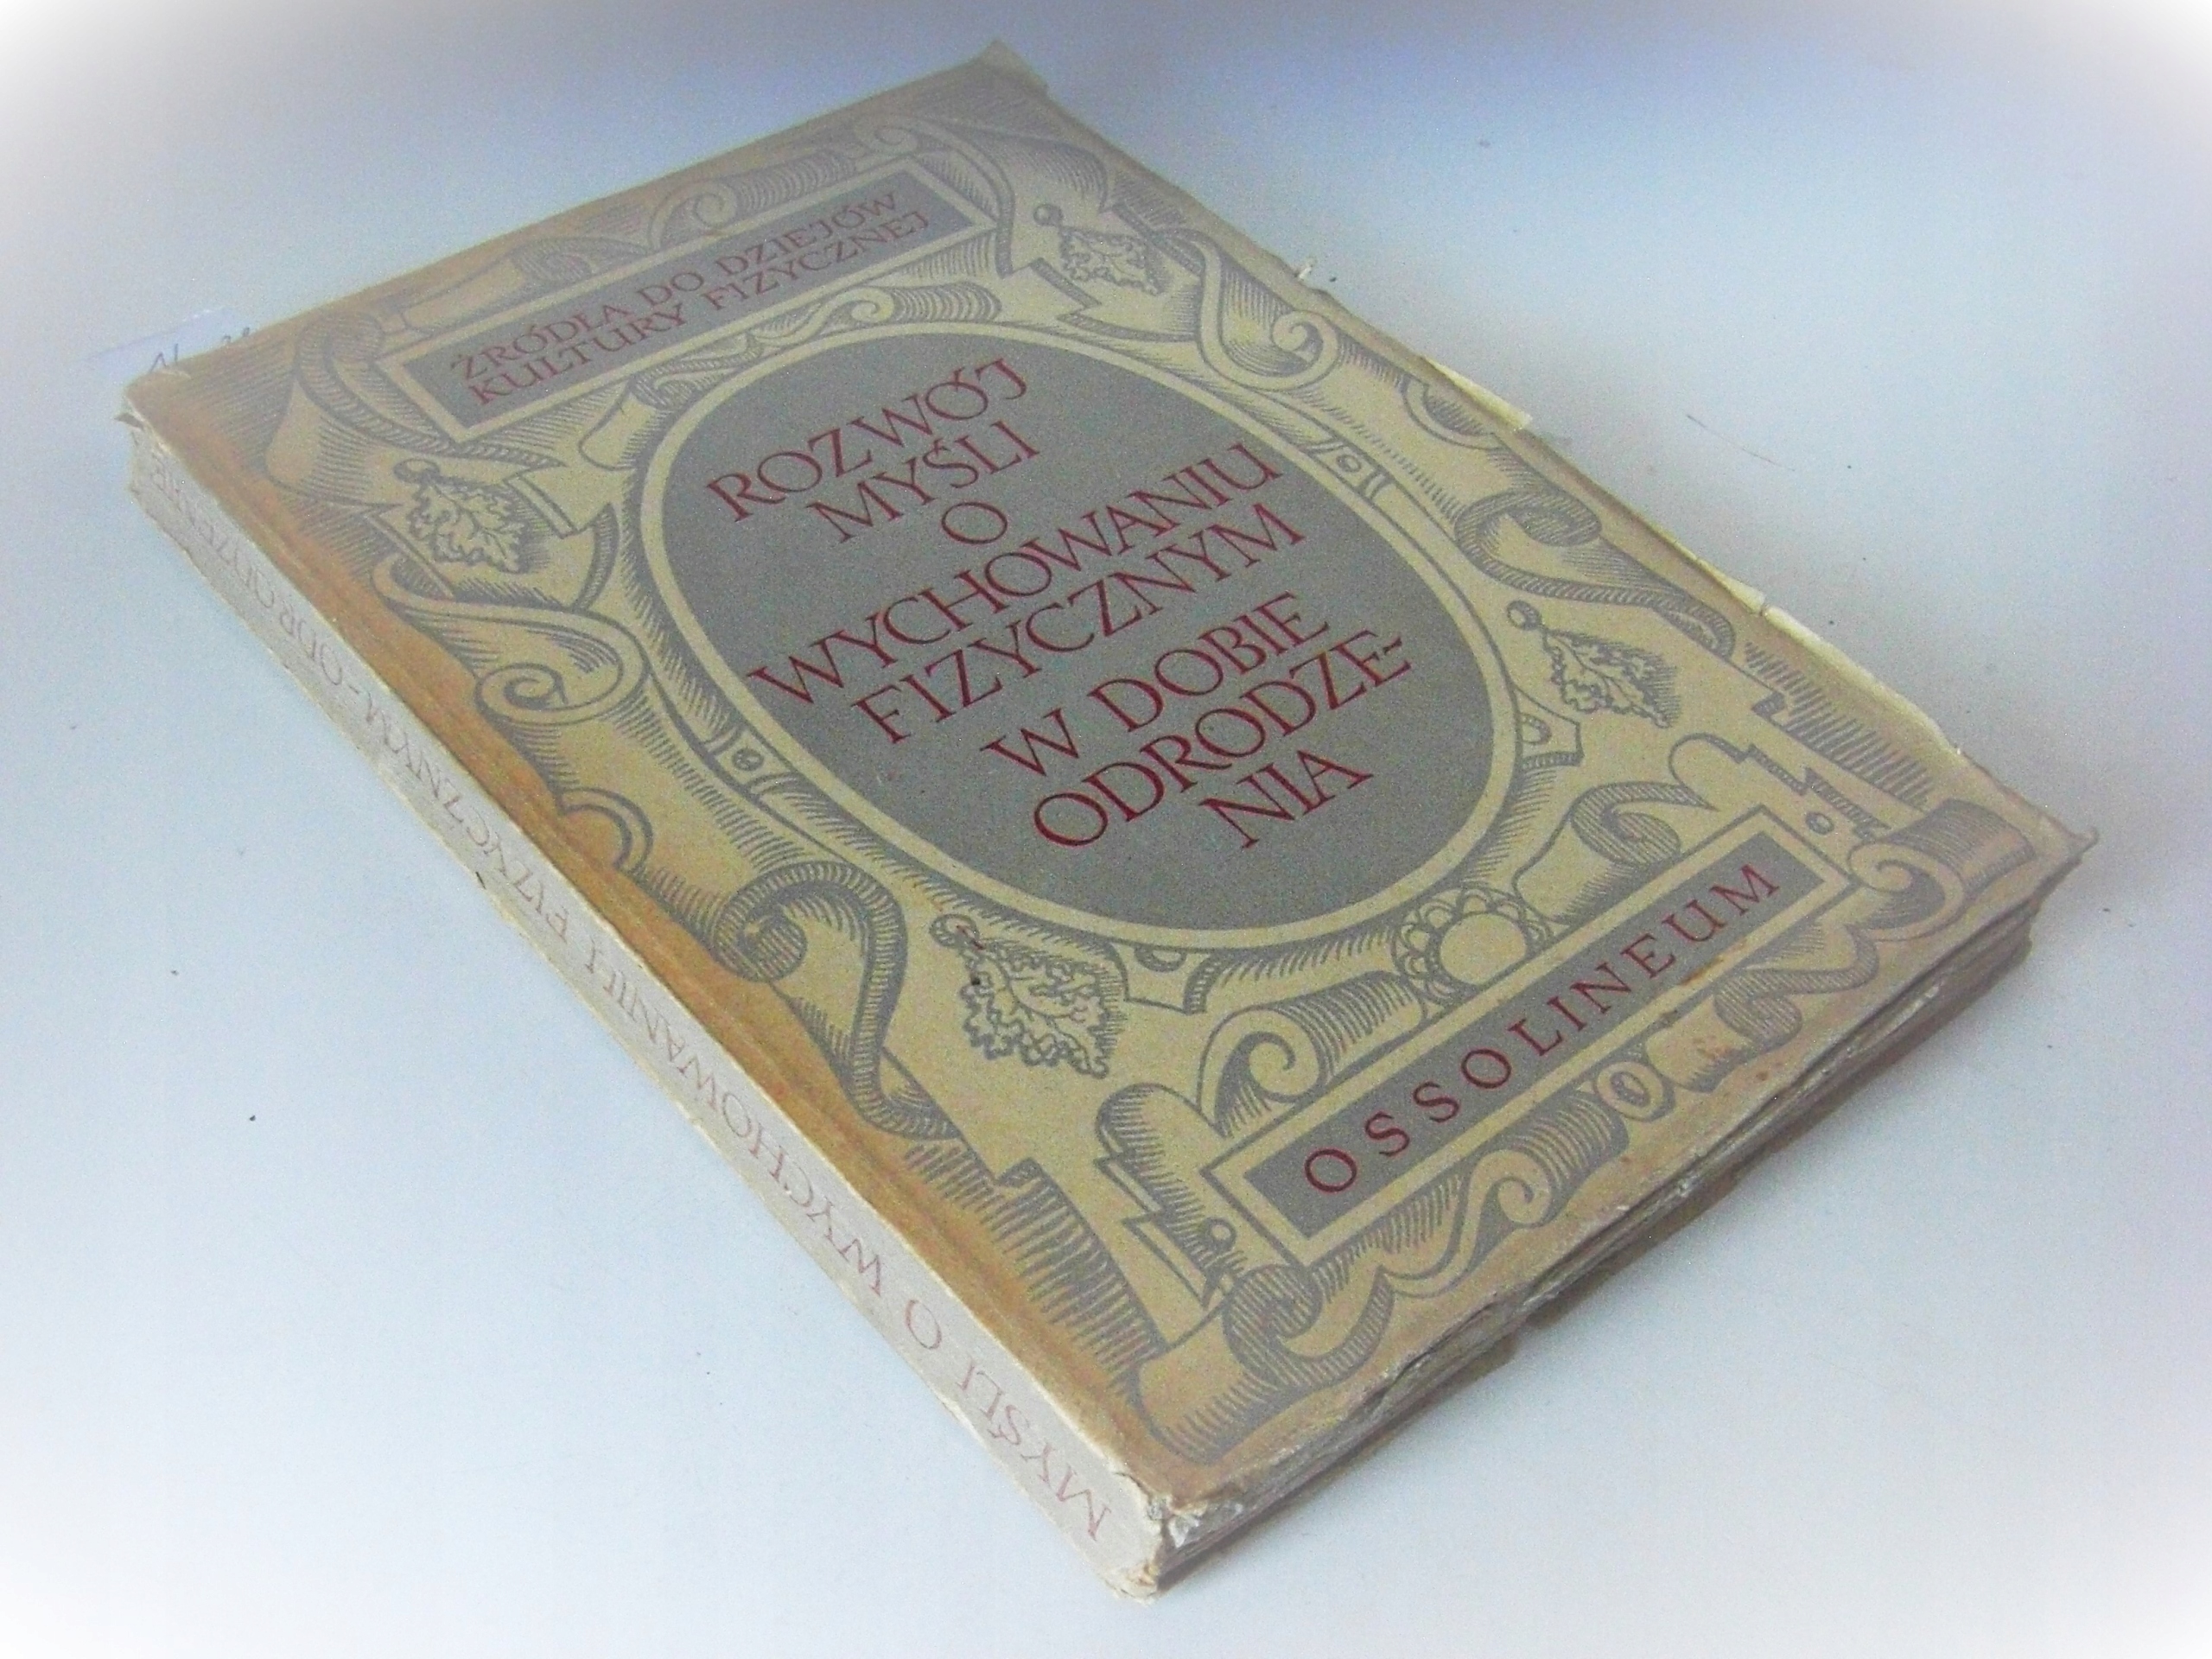 ŹRÓDŁA DO DZIEJÓW
KULTURY FIZYCZNEJ
ROZWÓJ
MYŚLI
O
WYCHOWANIU
FIZYCZNYM
W DOBIE
ODRODZE-
NIA
OSSOLINEUM
MYŚLI O WYCHOWANIU FIZYCZNYM - ODRODZENIE